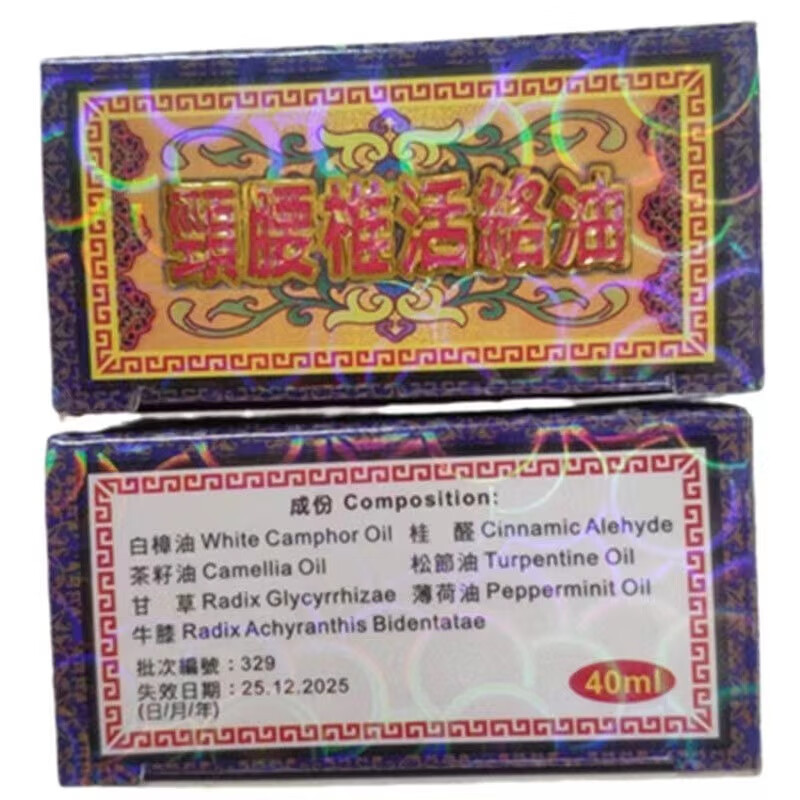 頸腰椎活絡油
成份 Composition:
白樟油 White Camphor Oil 桂 醛 Cinnamic Alehyde
茶籽油 Camellia Oil 松節油 Turpentine Oil
甘 草 Radix Glycyrrhizae 薄荷油 Pepperminit Oil
牛膝 Radix Achyranthis Bidentatae
批次編號：329
失效日期：25.12.2025
(日/月/年)
40ml